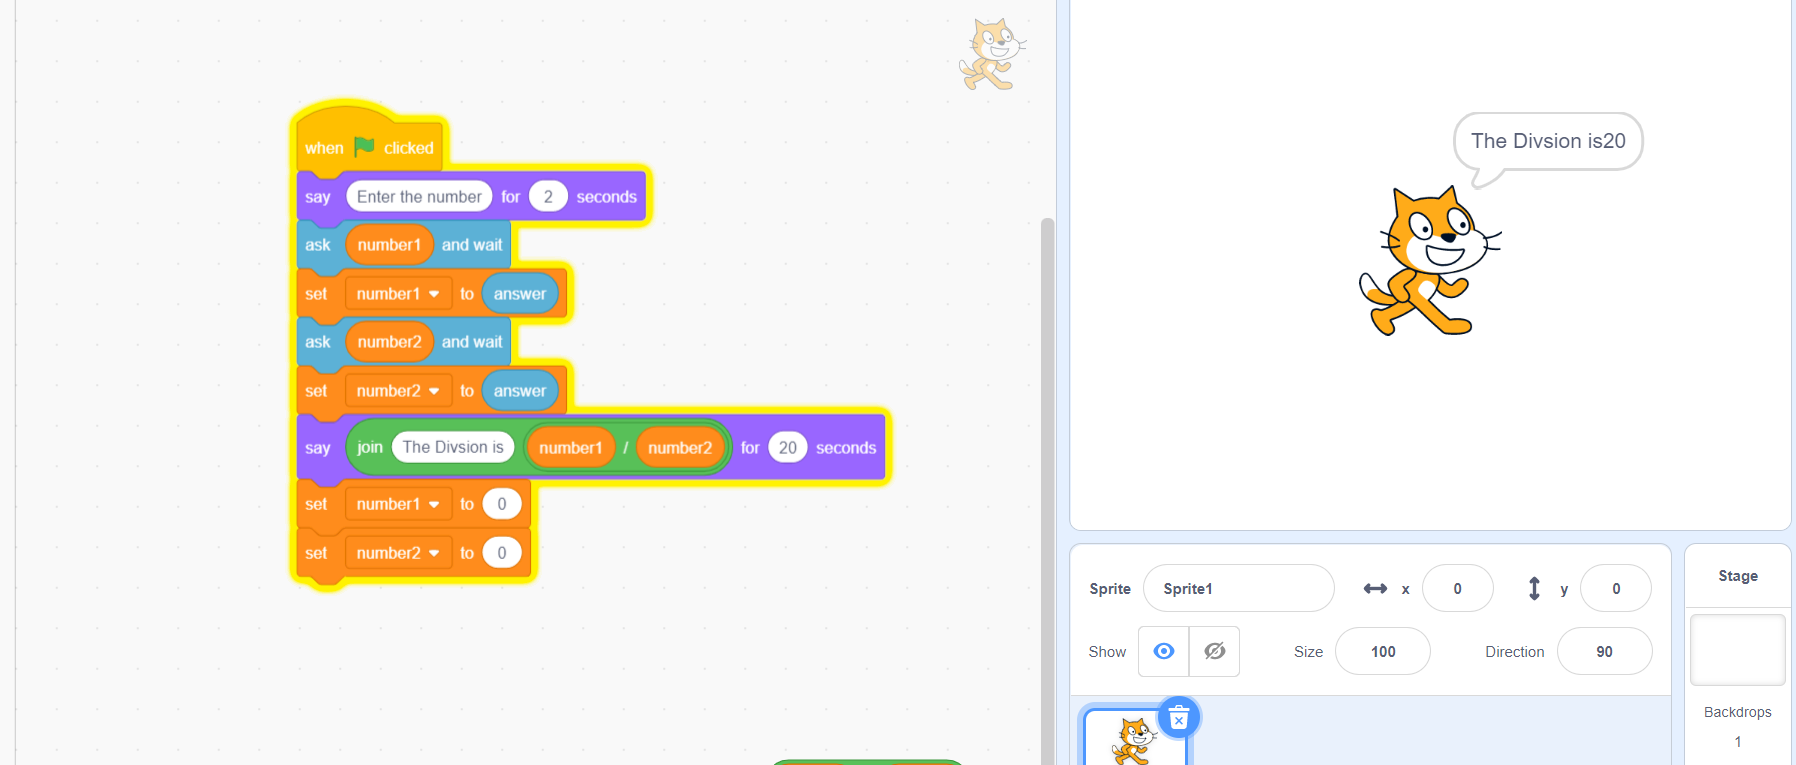 when clicked
say Enter the number for 2 seconds
ask number1 and wait
set number1 to answer
ask number2 and wait
set number2 to answer
say join The Divsion is number1 / number2 for 20 seconds
set number1 to 0
set number2 to 0
The Divsion is20
Sprite Sprite1 x 0 y 0
Show Size 100 Direction 90
Stage
Backdrops
1